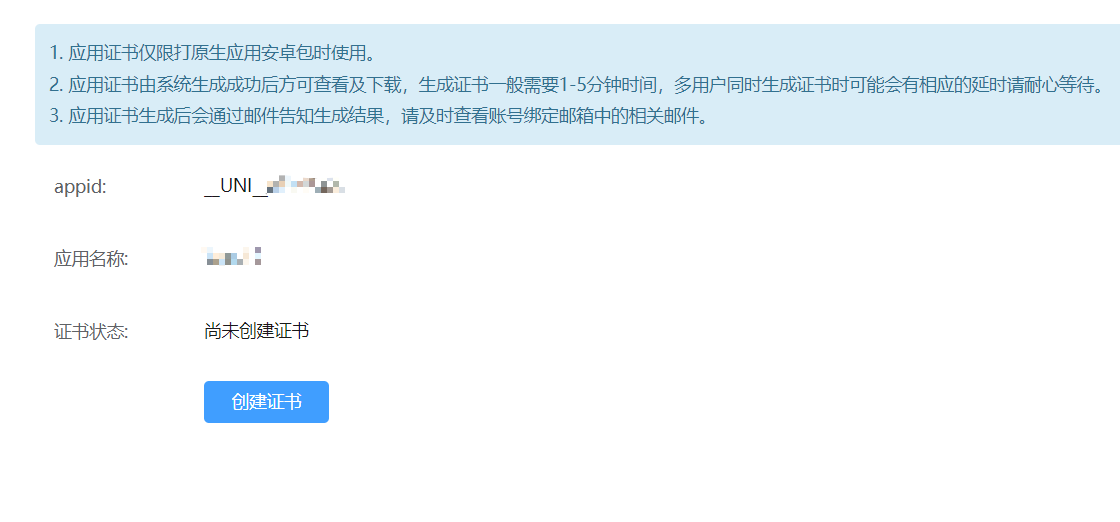 1. 应用证书仅限打原生应用安卓包时使用。
2. 应用证书由系统生成成功后方可查看及下载，生成证书一般需要1-5分钟时间，多用户同时生成证书时可能会有相应的延时请耐心等待。
3. 应用证书生成后会通过邮件告知生成结果，请及时查看账号绑定邮箱中的相关邮件。
appid: __UNI__
应用名称:
证书状态: 尚未创建证书
创建证书